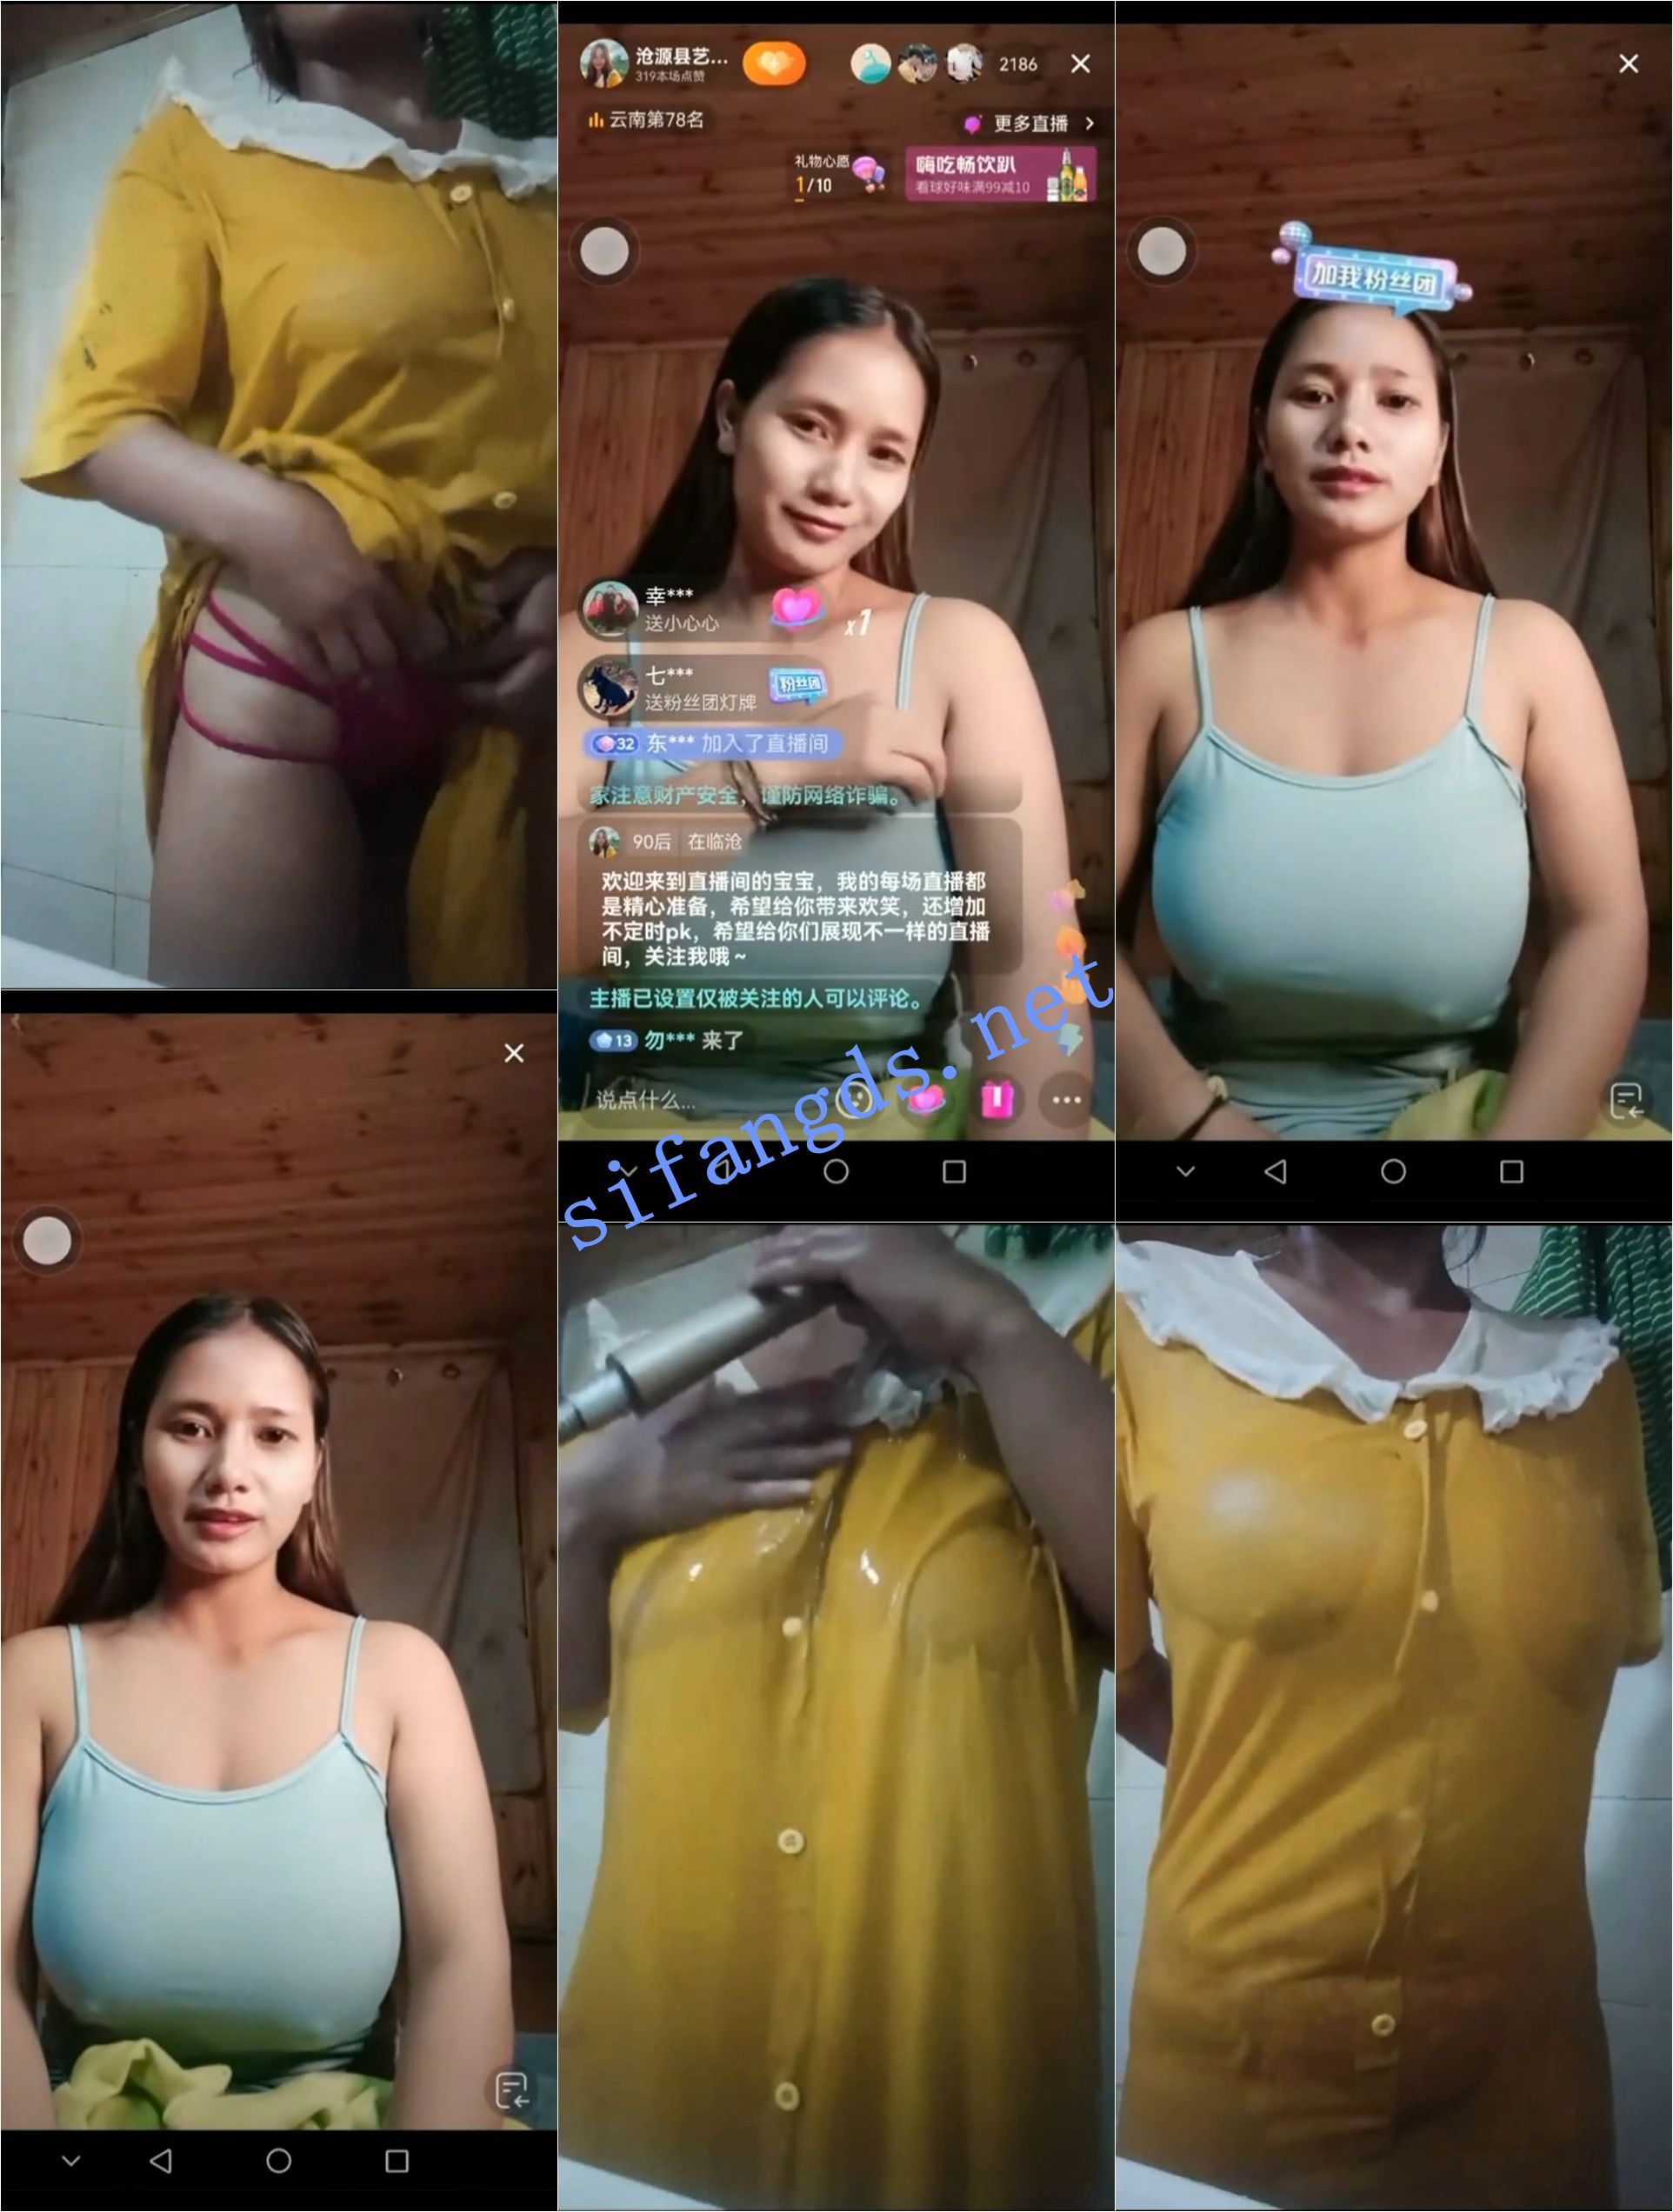 沧源县艺...
319本场点赞
2186
云南第78名
更多直播
礼物心愿
1/10
嗨吃畅饮趴
看球好味满99减10
加我粉丝团
幸***
送小心心
x1
七***
送粉丝团灯牌
粉丝团
32 东*** 加入了直播间
家注意财产安全，谨防网络诈骗。
90后 在临沧
欢迎来到直播间的宝宝，我的每场直播都
是精心准备，希望给你带来欢笑，还增加
不定时pk，希望给你们展现不一样的直播
间，关注我哦~
主播已设置仅被关注的人可以评论。
13 勿*** 来了
说点什么...
sifangds.net